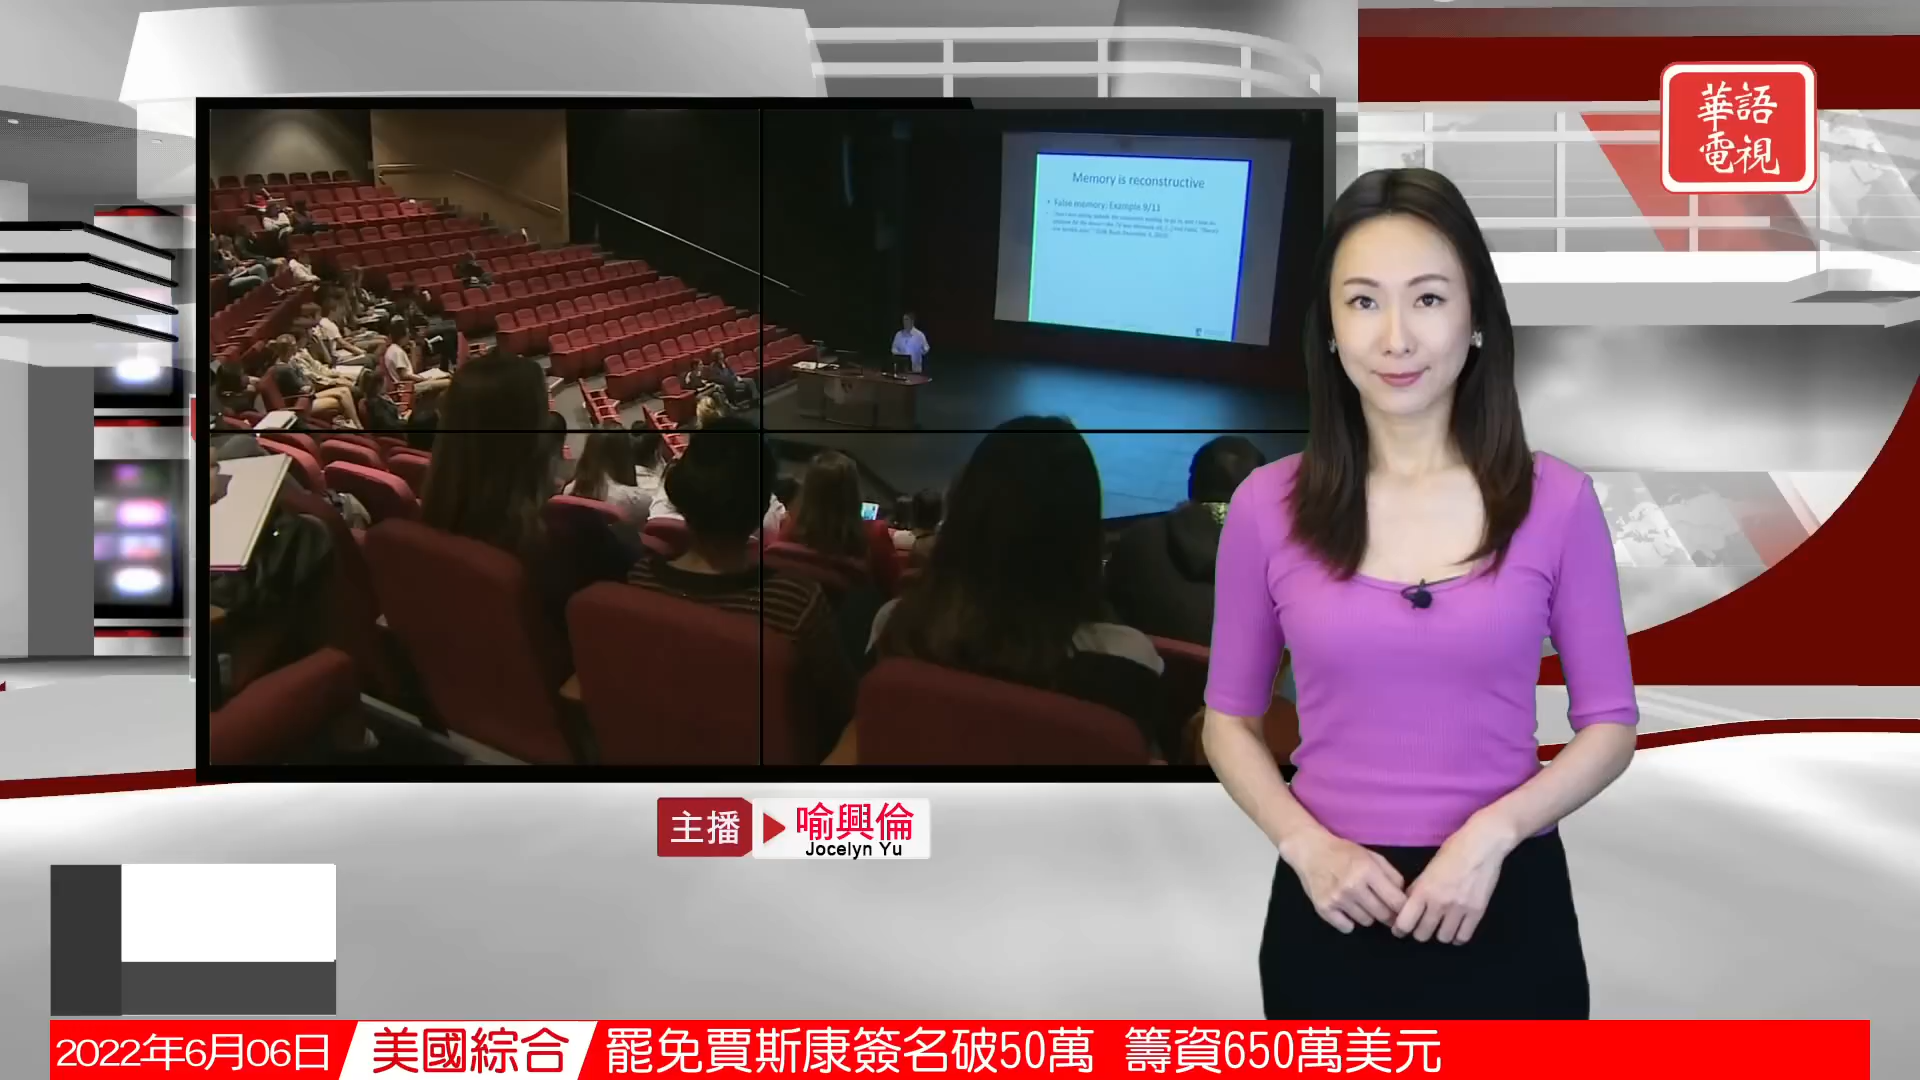 華語
電視
Memory is reconstructive
• False memory: Example 9/11
主播
喻興倫
Jocelyn Yu
2022年6月06日
美國綜合
罷免賈斯康簽名破50萬 籌資650萬美元